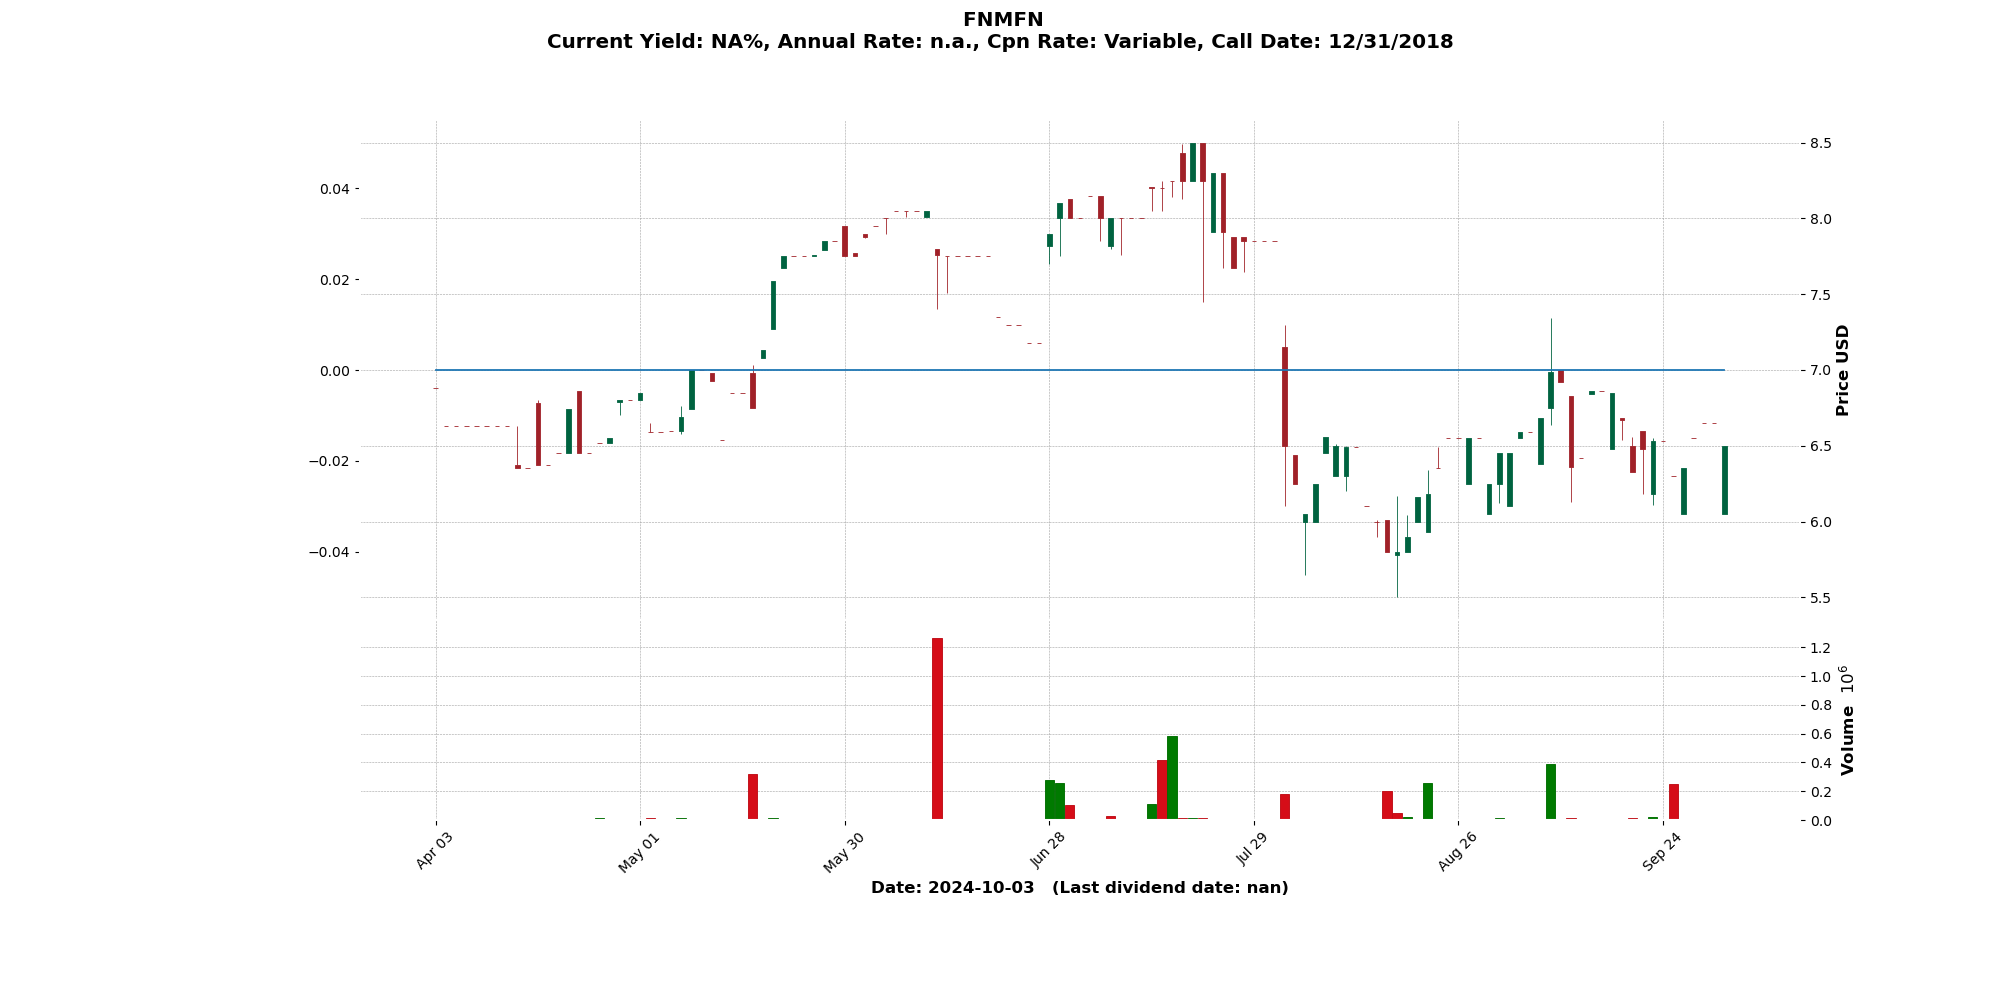 FNMFN
Current Yield: NA%, Annual Rate: n.a., Cpn Rate: Variable, Call Date: 12/31/2018
0.04
0.02
0.00
−0.02
−0.04
8.5
8.0
7.5
7.0
6.5
6.0
5.5
Price USD
1.2
1.0
0.8
0.6
0.4
0.2
0.0
Volume 10^6
Apr 03
May 01
May 30
Jun 28
Jul 29
Aug 26
Sep 24
Date: 2024-10-03 (Last dividend date: nan)